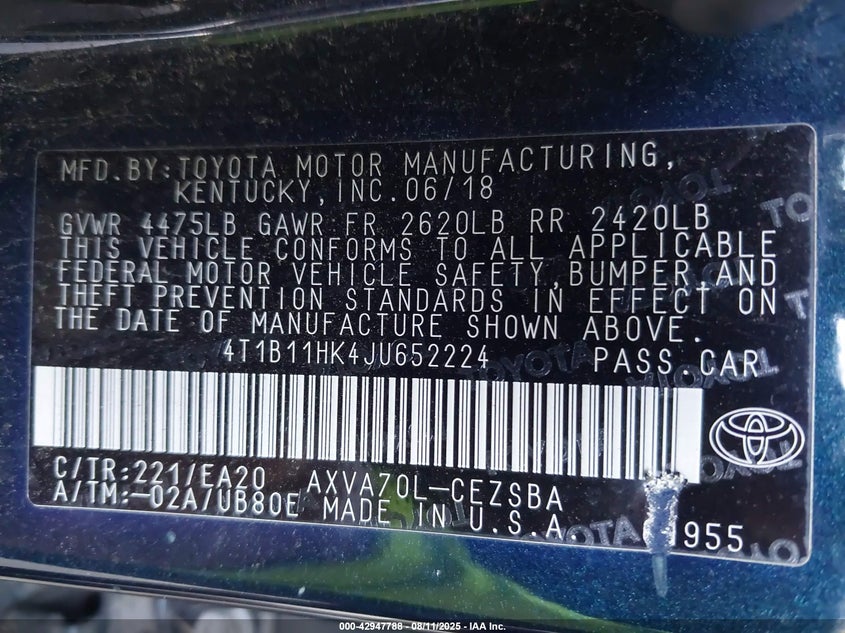 MFD.BY:TOYOTA MOTOR MANUFACTURING,
KENTUCKY,INC.06/18
GVWR 4475LB GAWR FR 2620LB RR 2420LB
THIS VEHICLE CONFORMS TO ALL APPLICABLE
FEDERAL MOTOR VEHICLE SAFETY,BUMPER,AND
THEFT PREVENTION STANDARDS IN EFFECT ON
THE DATE OF MANUFACTURE SHOWN ABOVE.
4T1B11HK4JU652224 PASS CAR
C/TR:221/EA20 AXVA70L-CEZSBA
A/TM:-02A/UB80E MADE IN U.S.A.
955
000-42947788 - 08/11/2025 - IAA Inc.